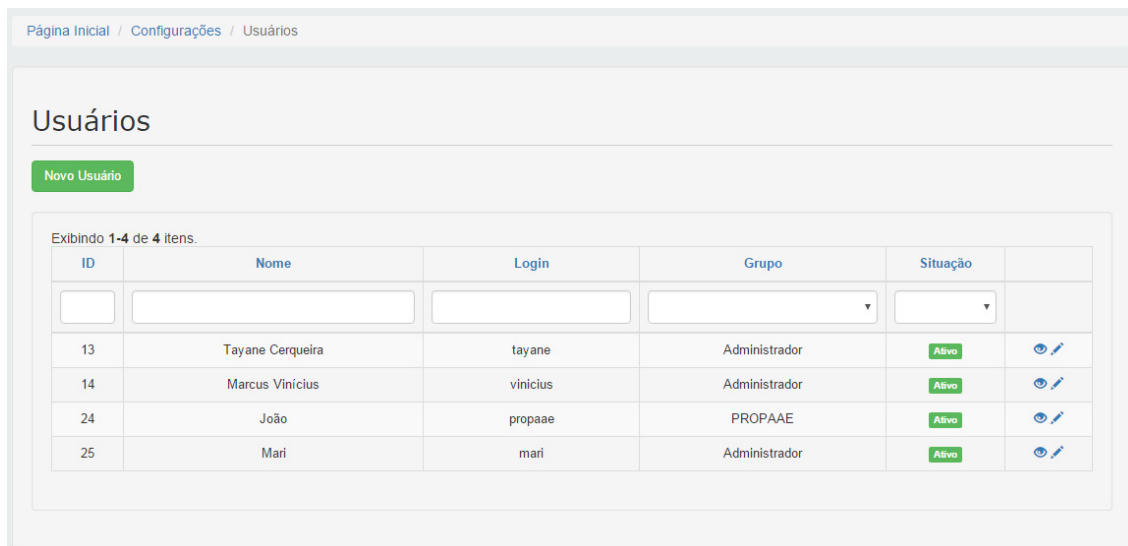 Página Inicial / Configurações / Usuários
Usuários
Novo Usuário
Exibindo 1-4 de 4 itens.
ID Nome Login Grupo Situação
13 Tayane Cerqueira tayane Administrador Ativo
14 Marcus Vinícius vinicius Administrador Ativo
24 João propaae PROPAAE Ativo
25 Mari mari Administrador Ativo